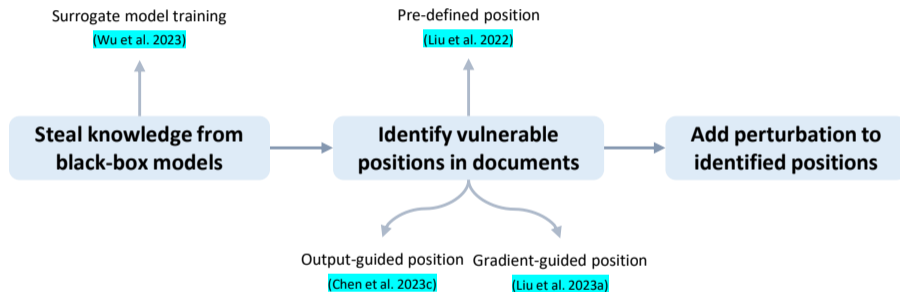 Surrogate model training
(Wu et al. 2023)
Pre-defined position
(Liu et al. 2022)
Steal knowledge from
black-box models
Identify vulnerable
positions in documents
Add perturbation to
identified positions
Output-guided position
(Chen et al. 2023c)
Gradient-guided position
(Liu et al. 2023a)